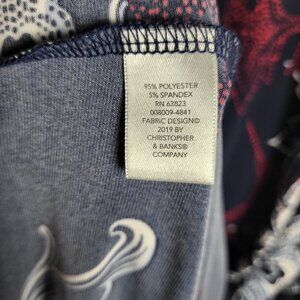 95% POLYESTER
5% SPANDEX
RN 63823
008009-4841
FABRIC DESIGN©
2019 BY
CHRISTOPHER
& BANKS®
COMPANY